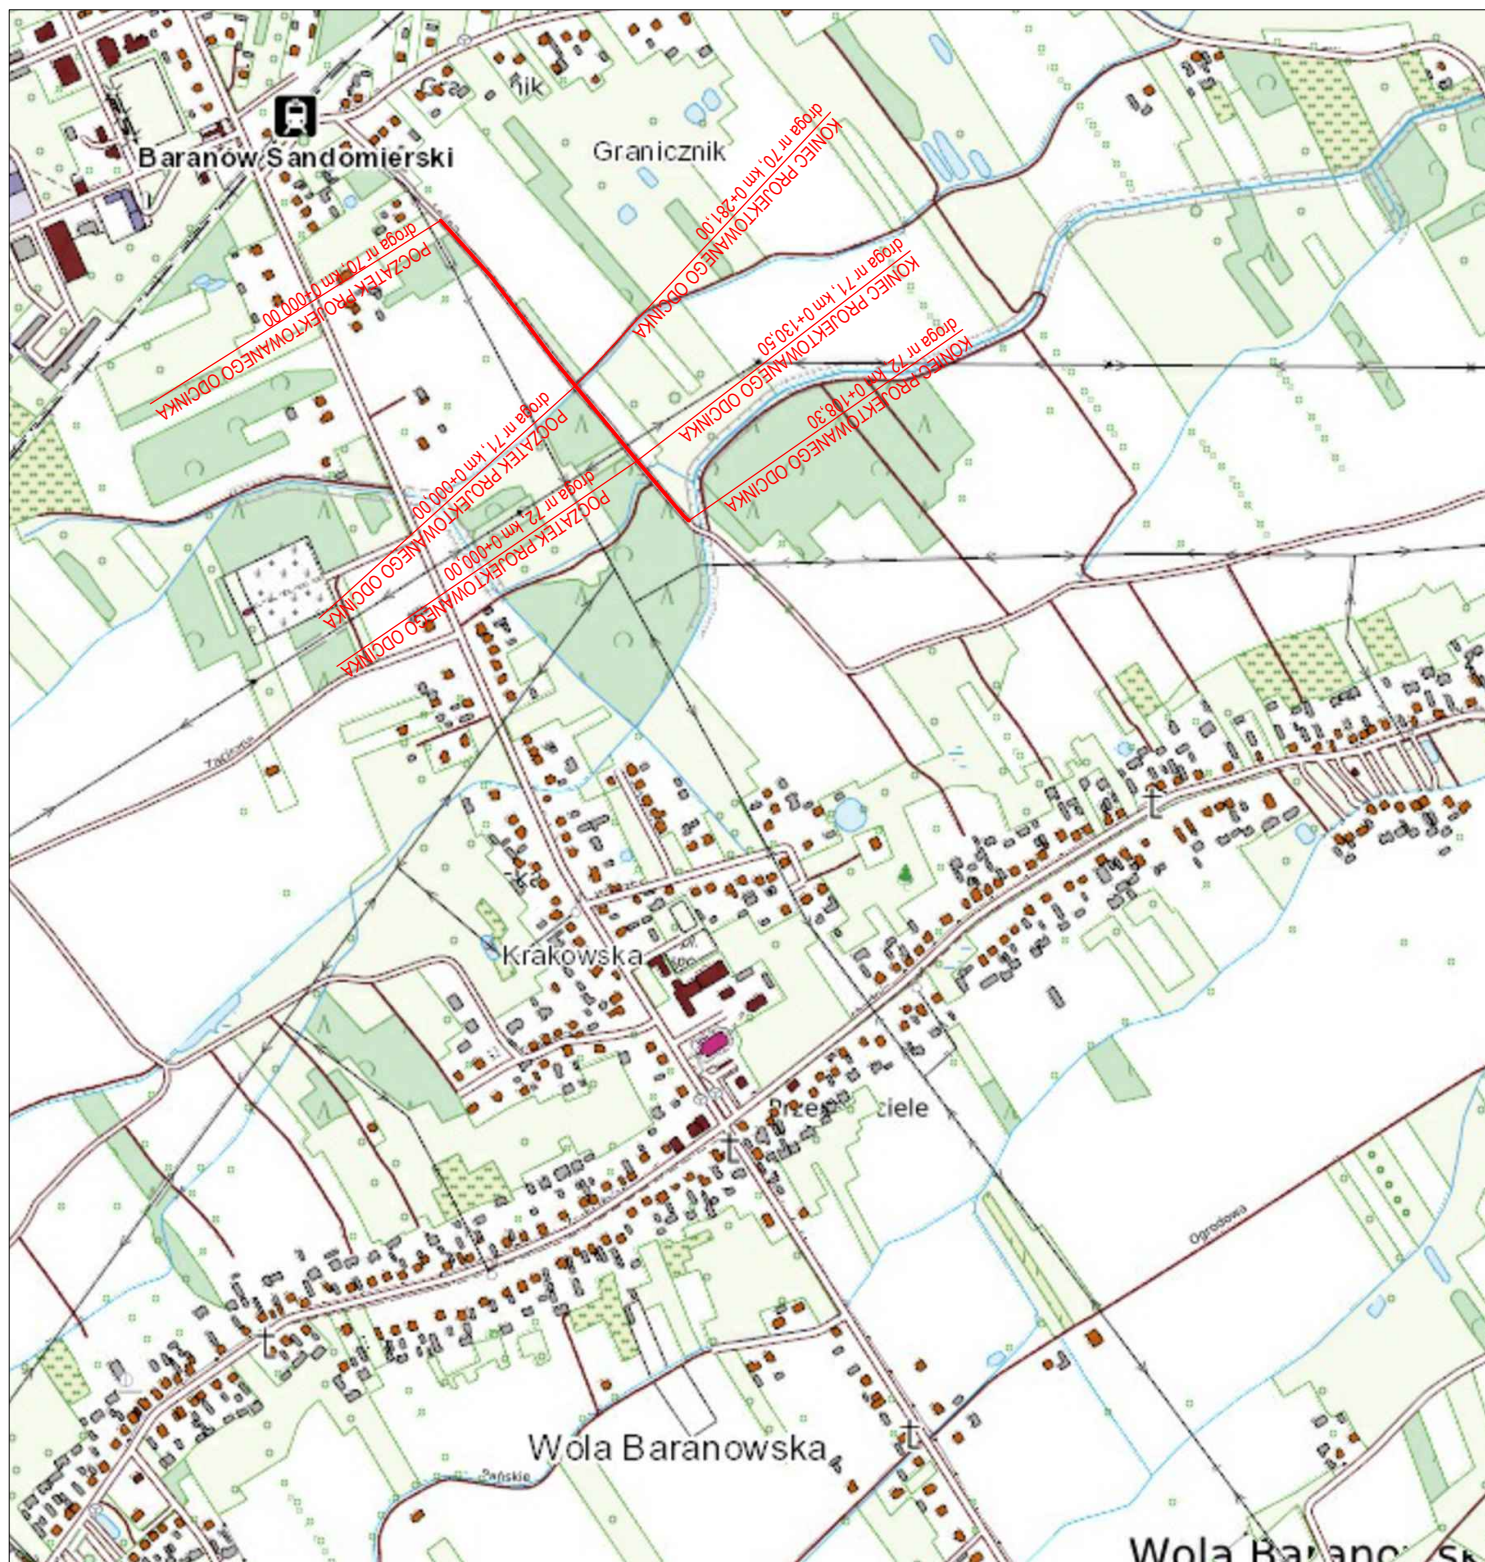 Granicznik
Baranów Sandomierski
droga nr 70, km 0+281,00
KONIEC PROJEKTOWANEGO ODCINKA
droga nr 70, km 0+000,00
POCZĄTEK PROJEKTOWANEGO ODCINKA
droga nr 71, km 0+130,50
KONIEC PROJEKTOWANEGO ODCINKA
droga nr 72, km 0+108,30
KONIEC PROJEKTOWANEGO ODCINKA
droga nr 71, km 0+000,00
POCZĄTEK PROJEKTOWANEGO ODCINKA
droga nr 72, km 0+000,00
POCZĄTEK PROJEKTOWANEGO ODCINKA
Krakowska
Ogrodowa
Wola Baranowska
Pańskie